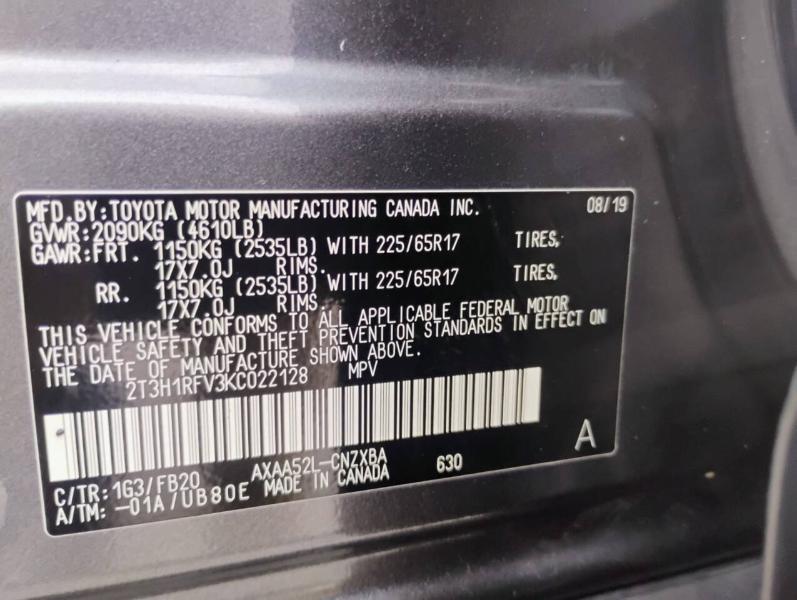 MFD.BY:TOYOTA MOTOR MANUFACTURING CANADA INC. 08/19
GVWR:2090KG (4610LB)
GAWR:FRT. 1150KG (2535LB) WITH 225/65R17 TIRES,
17X7.0J RIMS.
RR. 1150KG (2535LB) WITH 225/65R17 TIRES,
17X7.0J RIMS.
THIS VEHICLE CONFORMS TO ALL APPLICABLE FEDERAL MOTOR
VEHICLE SAFETY AND THEFT PREVENTION STANDARDS IN EFFECT ON
THE DATE OF MANUFACTURE SHOWN ABOVE.
2T3H1RFV3KC022128 MPV
A
AXAA52L-CNZXBA 630
C/TR:1G3/FB20 MADE IN CANADA
A/TM:-01A/UB80E